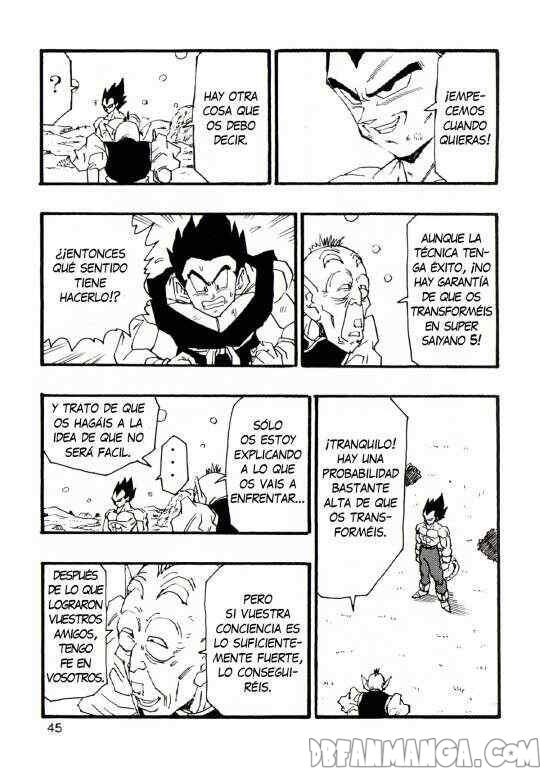 ¡EMPE-
CEMOS
CUANDO
QUIERAS!
HAY OTRA
COSA QUE
OS DEBO
DECIR.
?
AUNQUE LA
TÉCNICA TEN-
GA ÉXITO, ¡NO
HAY GARANTÍA
DE QUE OS
TRANSFORMÉIS
EN SUPER
SAIYANO 5!
¿¡ENTONCES
QUÉ SENTIDO
TIENE
HACERLO!?
¡TRANQUILO!
HAY UNA
PROBABILIDAD
BASTANTE
ALTA DE QUE
OS TRANS-
FORMÉIS.
SÓLO
OS ESTOY
EXPLICANDO
A LO QUE
OS VAIS A
ENFRENTAR...
Y TRATO DE QUE
OS HAGÁIS A LA
IDEA DE QUE NO
SERÁ FACIL.
...
PERO
SI VUESTRA
CONCIENCIA ES
LO SUFICIENTE-
MENTE FUERTE,
LO CONSEGUI-
RÉIS.
DESPUÉS
DE LO QUE
LOGRARON
VUESTROS
AMIGOS,
TENGO
FE EN
VOSOTROS.
45
DBFANMANGA.COM